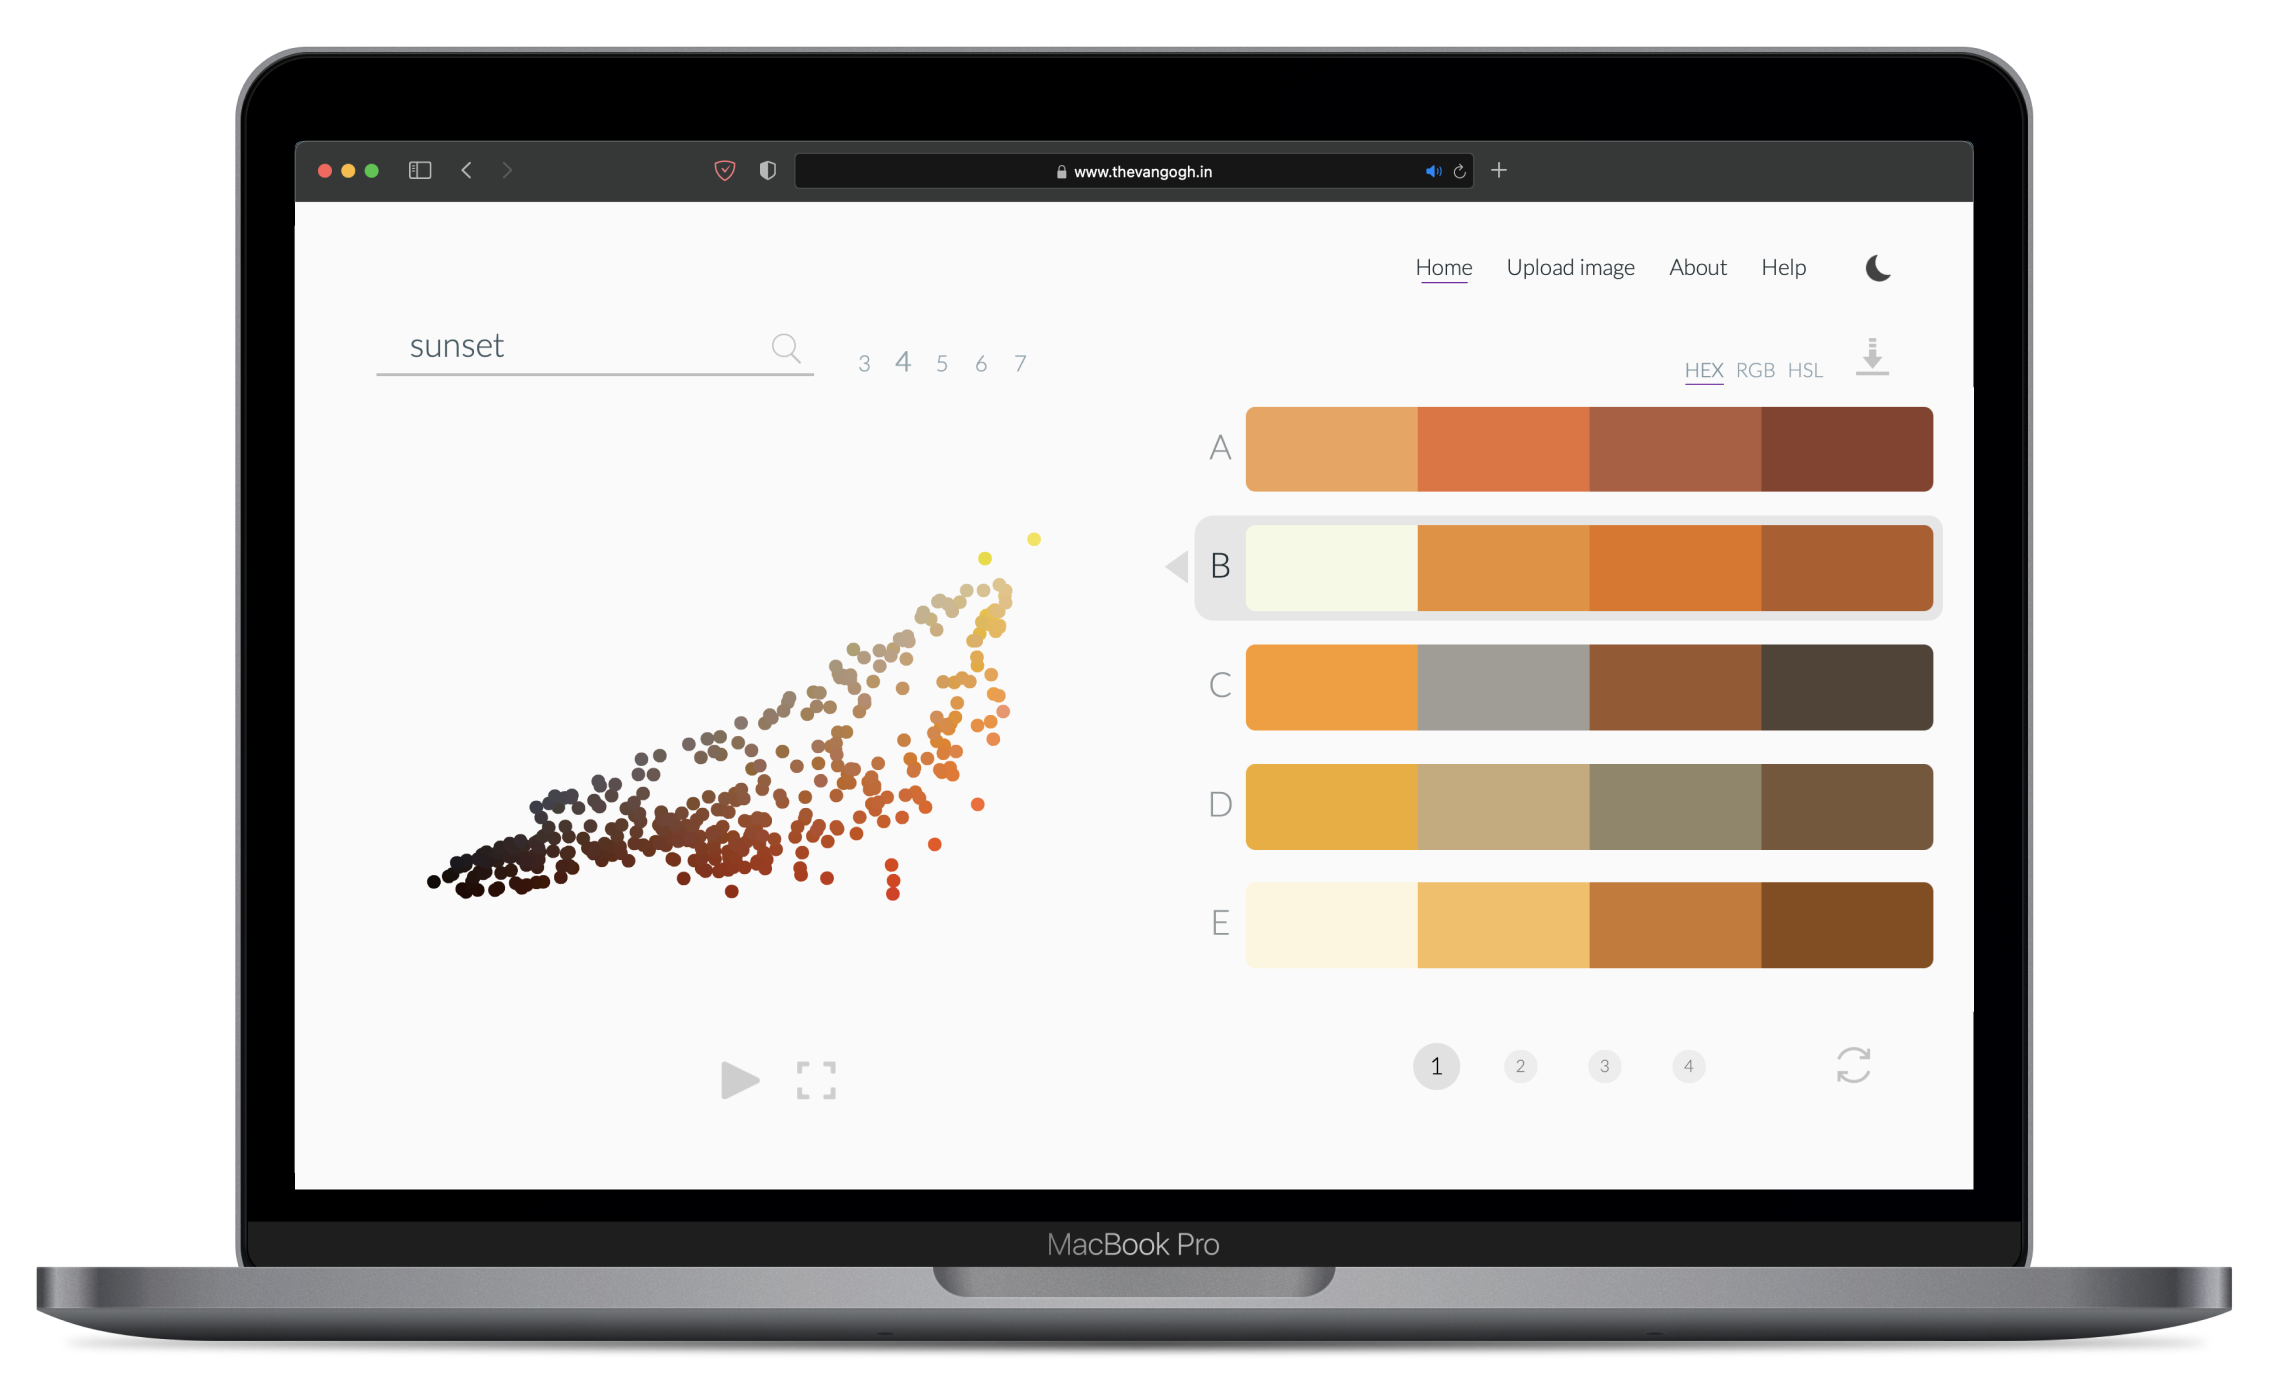 www.thevangogh.in
Home Upload image About Help
sunset
3 4 5 6 7
HEX RGB HSL
A
B
C
D
E
1 2 3 4
MacBook Pro